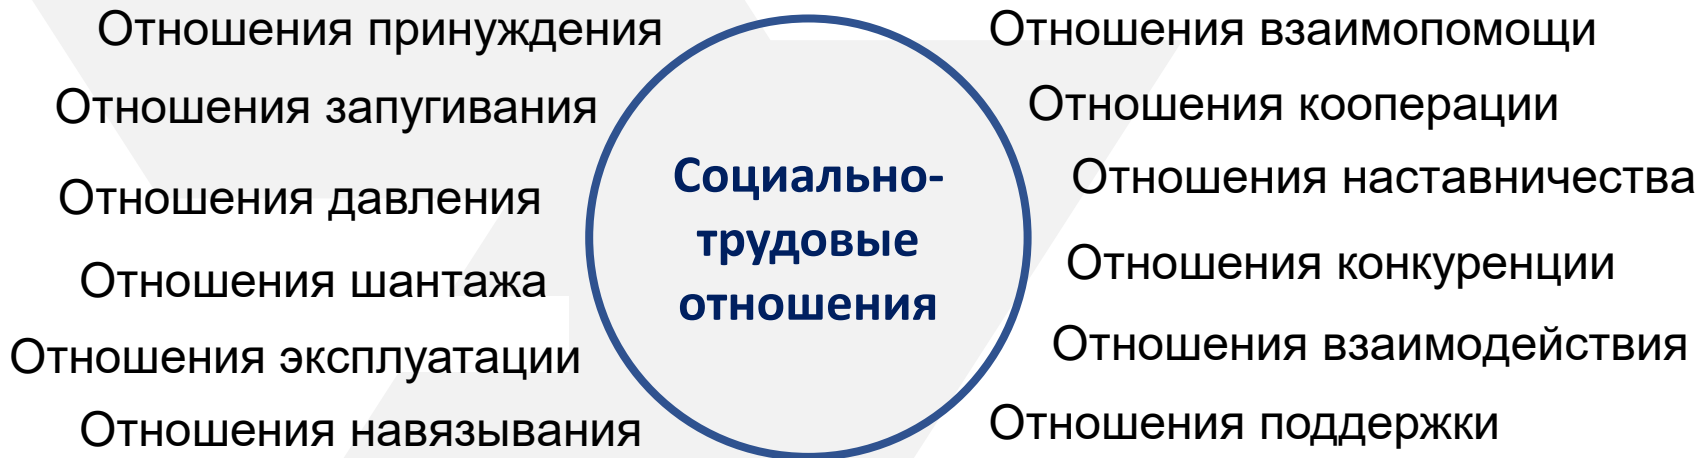 Отношения принуждения
Отношения запугивания
Отношения давления
Отношения шантажа
Отношения эксплуатации
Отношения навязывания
Социально-
трудовые
отношения
Отношения взаимопомощи
Отношения кооперации
Отношения наставничества
Отношения конкуренции
Отношения взаимодействия
Отношения поддержки